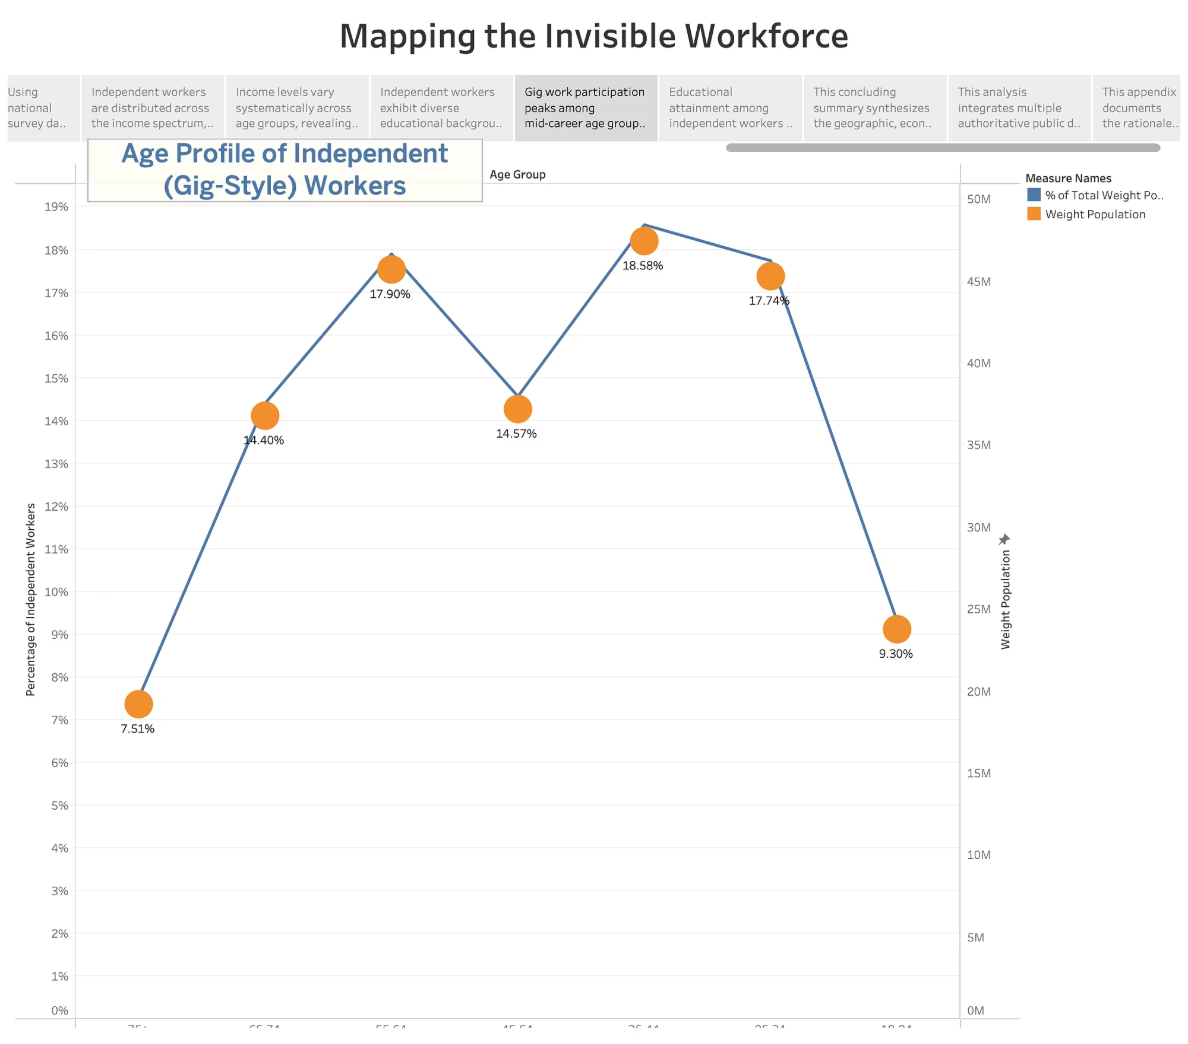 Mapping the Invisible Workforce
Using
national
survey da..
Independent workers
are distributed across
the income spectrum,..
Income levels vary
systematically across
age groups, revealing..
Independent workers
exhibit diverse
educational backgrou..
Gig work participation
peaks among
mid-career age group..
Educational
attainment among
independent workers ..
This concluding
summary synthesizes
the geographic, econ..
This analysis
integrates multiple
authoritative public d..
This appendix
documents
the rationale..
Age Profile of Independent
(Gig-Style) Workers
Age Group
Measure Names
% of Total Weight Po..
Weight Population
19%
18%
17%
16%
15%
14%
13%
12%
11%
10%
9%
8%
7%
6%
5%
4%
3%
2%
1%
0%
Percentage of Independent Workers
7.51%
14.40%
17.90%
14.57%
18.58%
17.74%
9.30%
50M
45M
40M
35M
30M
25M
20M
15M
10M
5M
0M
Weight Population